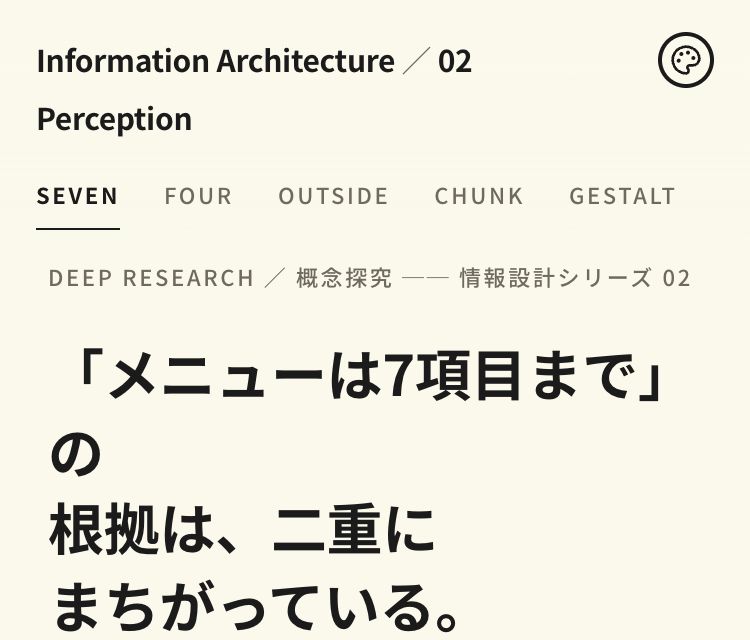 Information Architecture ／ 02
Perception
SEVEN FOUR OUTSIDE CHUNK GESTALT
DEEP RESEARCH ／ 概念探究 ―― 情報設計シリーズ 02
「メニューは7項目まで」
の
根拠は、二重に
まちがっている。